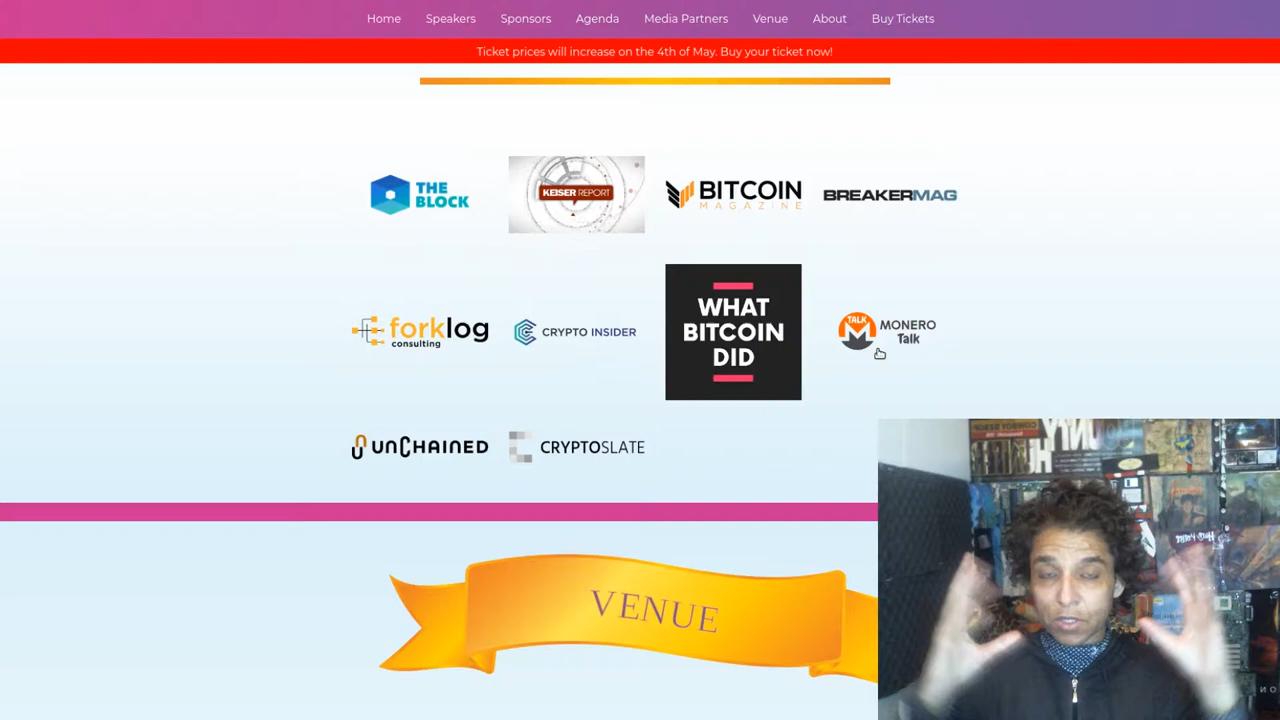 Home Speakers Sponsors Agenda Media Partners Venue About Buy Tickets
Ticket prices will increase on the 4th of May. Buy your ticket now!
THE
BLOCK
KEISER REPORT
BITCOIN
MAGAZINE
BREAKERMAG
forklog
consulting
CRYPTO INSIDER
WHAT
BITCOIN
DID
TALK
MONERO
Talk
UNCHAINED
CRYPTOSLATE
VENUE